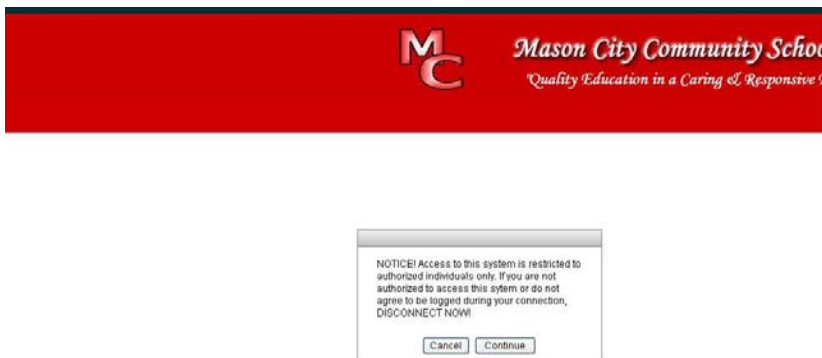 MC
Mason City Community Schoo
"Quality Education in a Caring & Responsive
NOTICE! Access to this system is restricted to
authorized individuals only. If you are not
authorized to access this sytem or do not
agree to be logged during your connection,
DISCONNECT NOW!
Cancel Continue